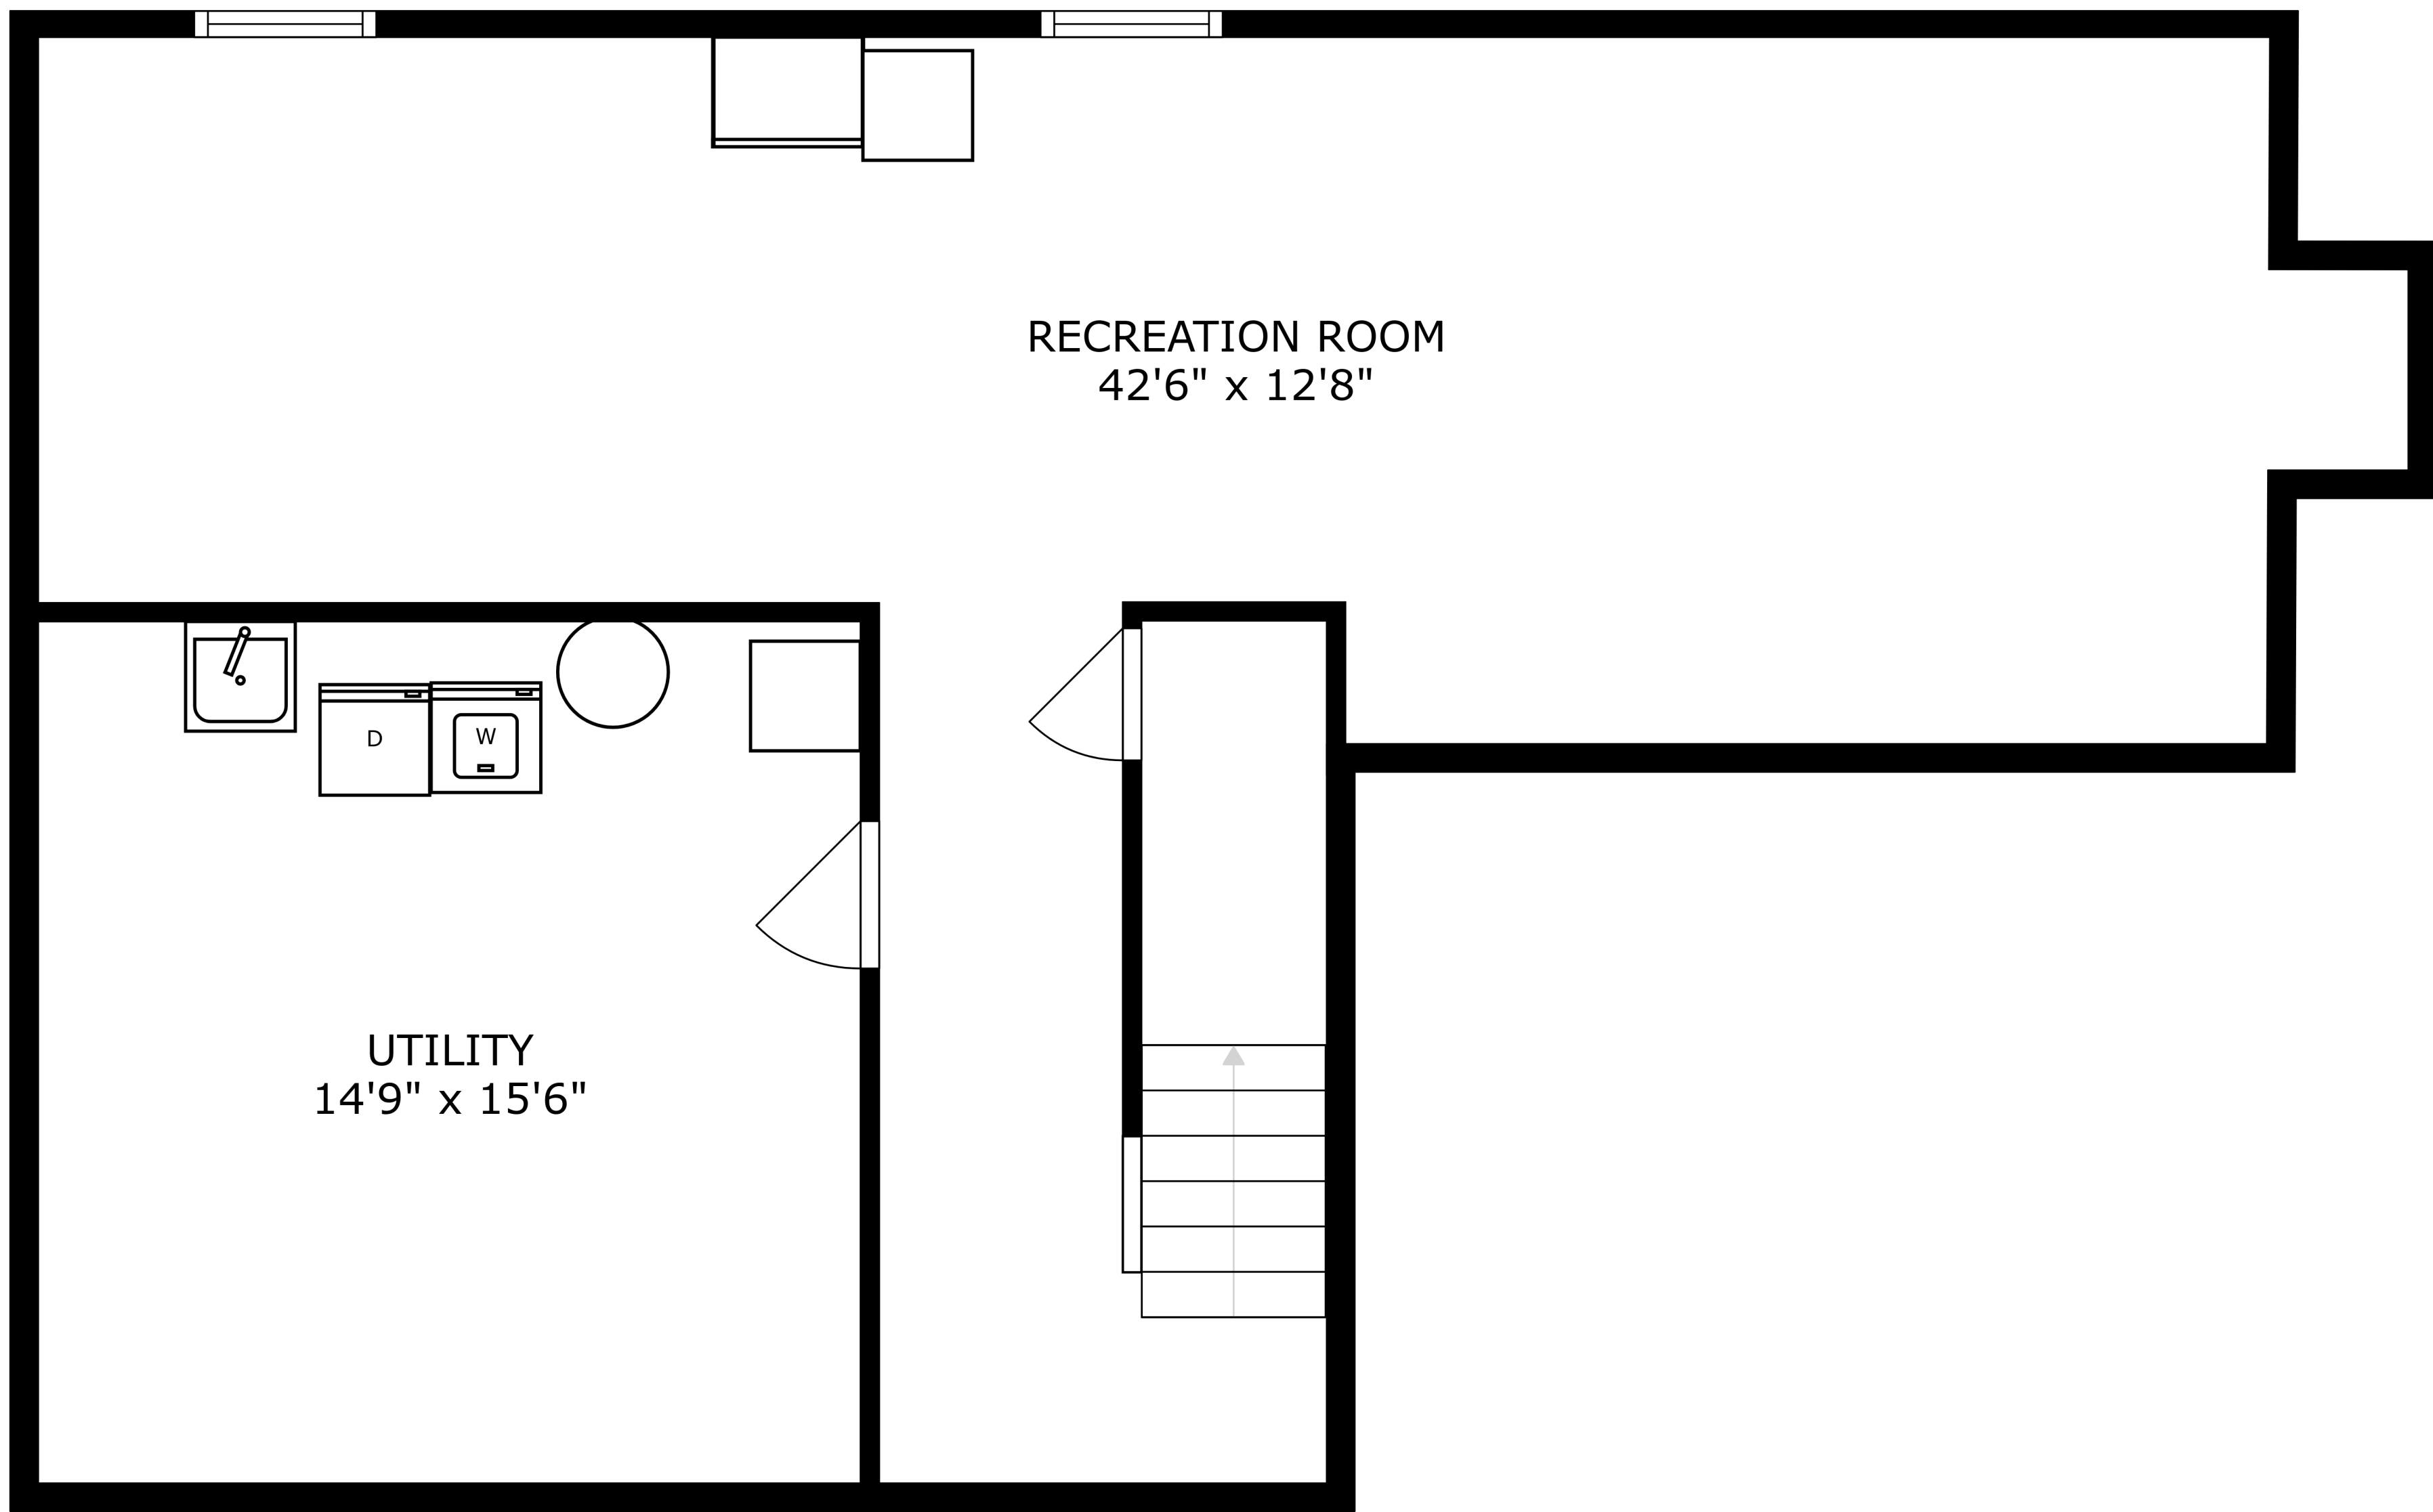 RECREATION ROOM
42'6" x 12'8"
D
W
UTILITY
14'9" x 15'6"